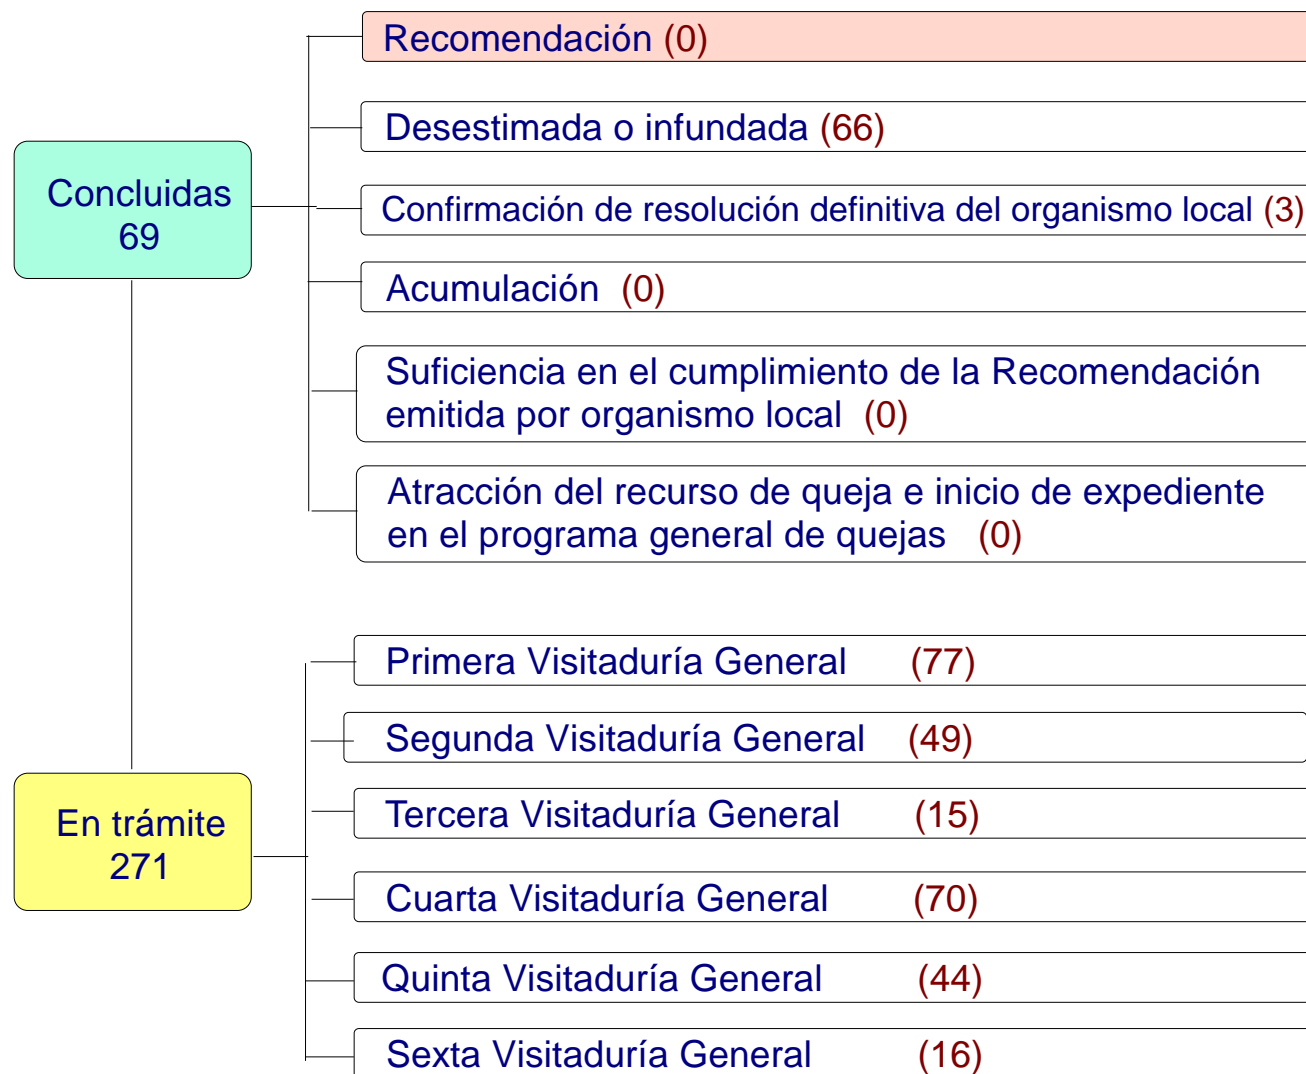 Recomendación (0)
Desestimada o infundada (66)
Concluidas
69
Confirmación de resolución definitiva del organismo local (3)
Acumulación (0)
Suficiencia en el cumplimiento de la Recomendación
emitida por organismo local (0)
Atracción del recurso de queja e inicio de expediente
en el programa general de quejas (0)
Primera Visitaduría General (77)
Segunda Visitaduría General (49)
Tercera Visitaduría General (15)
En trámite
271
Cuarta Visitaduría General (70)
Quinta Visitaduría General (44)
Sexta Visitaduría General (16)